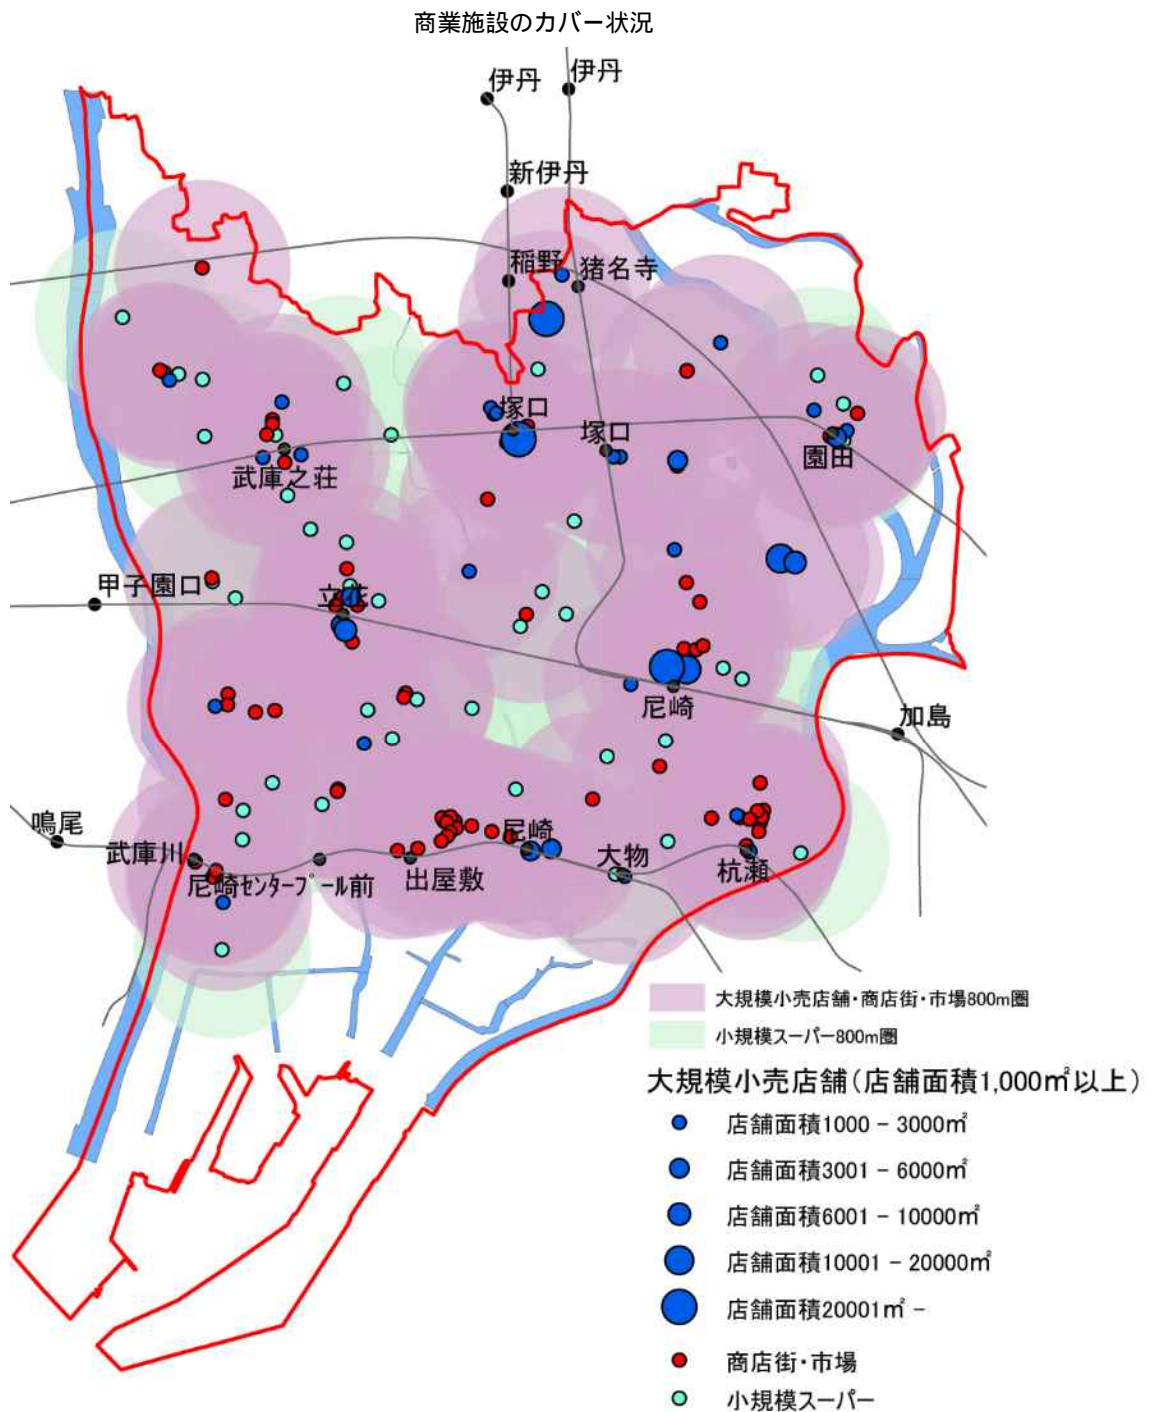 商業施設のカバー状況
伊丹
伊丹
新伊丹
稲野
猪名寺
塚口
塚口
園田
武庫之荘
甲子園口
立花
尼崎
加島
鳴尾
武庫川
尼崎センタープール前
出屋敷
尼崎
大物
杭瀬
大規模小売店舗・商店街・市場800m圏
小規模スーパー800m圏
大規模小売店舗(店舗面積1,000㎡以上)
店舗面積1000 - 3000㎡
店舗面積3001 - 6000㎡
店舗面積6001 - 10000㎡
店舗面積10001 - 20000㎡
店舗面積20001㎡ -
商店街・市場
小規模スーパー